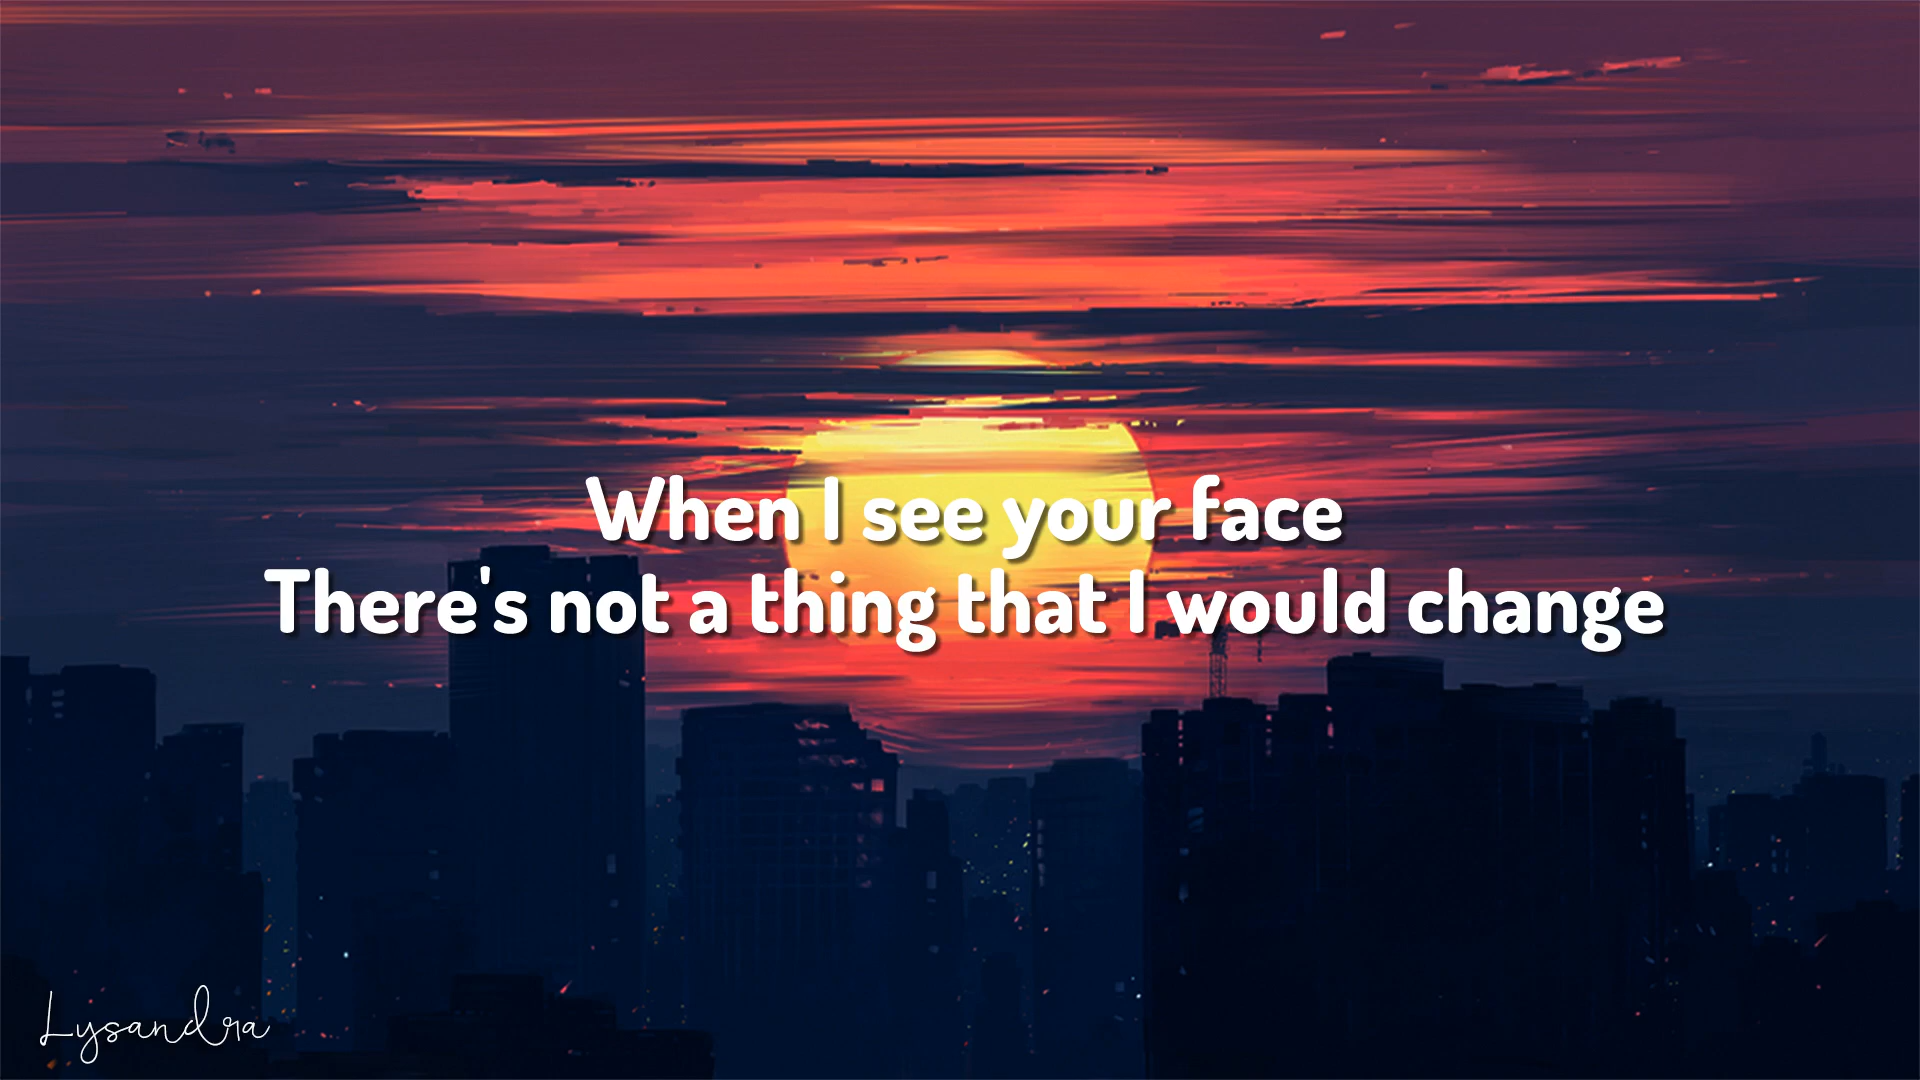 When I see your face
There's not a thing that I would change
Lysandra